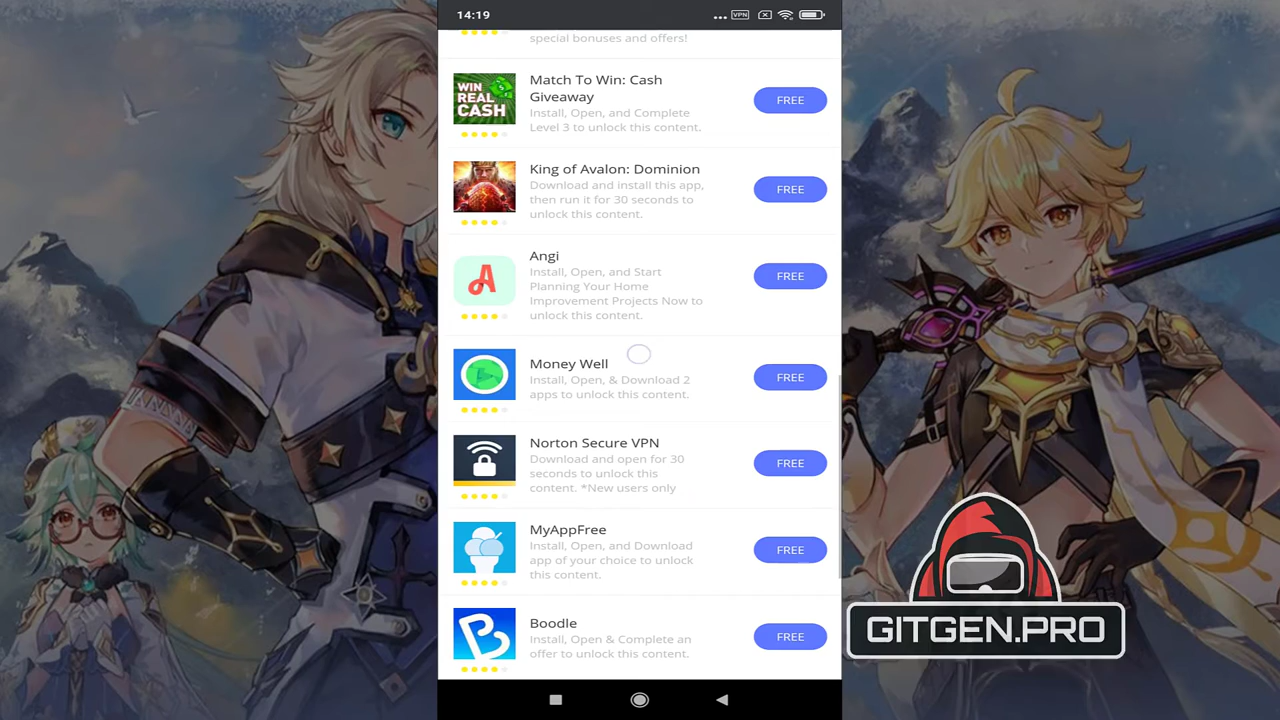 14:19
VPN
special bonuses and offers!
WIN
REAL
CASH
Match To Win: Cash
Giveaway
Install, Open, and Complete
Level 3 to unlock this content.
FREE
King of Avalon: Dominion
Download and install this app,
then run it for 30 seconds to
unlock this content.
FREE
Angi
Install, Open, and Start
Planning Your Home
Improvement Projects Now to
unlock this content.
FREE
Money Well
Install, Open, & Download 2
apps to unlock this content.
FREE
Norton Secure VPN
Download and open for 30
seconds to unlock this
content. *New users only
FREE
MyAppFree
Install, Open, and Download
app of your choice to unlock
this content.
FREE
Boodle
Install, Open & Complete an
offer to unlock this content.
FREE
GITGEN.PRO